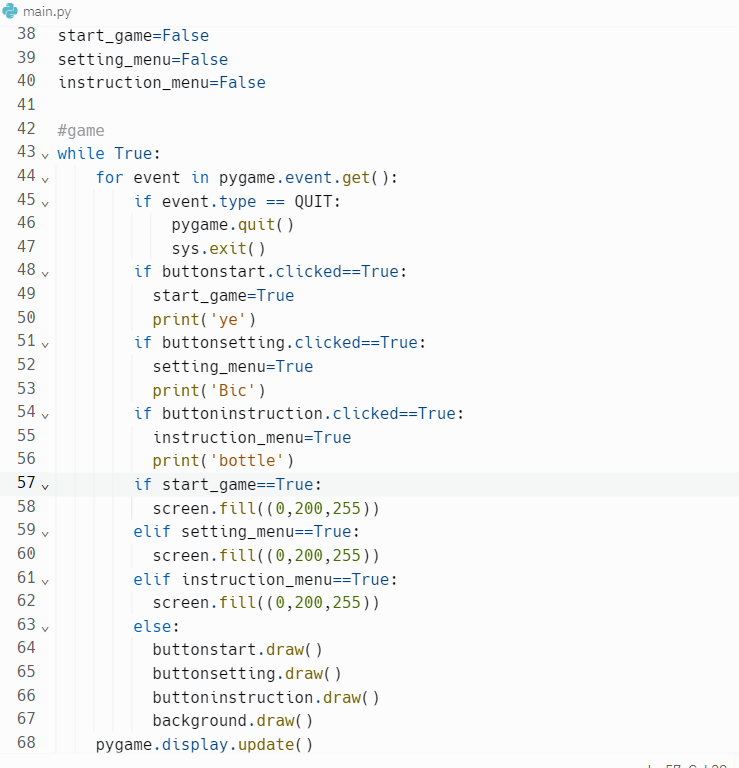 main.py
38 start_game=False
39 setting_menu=False
40 instruction_menu=False
41
42 #game
43 while True:
44     for event in pygame.event.get():
45         if event.type == QUIT:
46             pygame.quit()
47             sys.exit()
48         if buttonstart.clicked==True:
49           start_game=True
50           print('ye')
51         if buttonsetting.clicked==True:
52           setting_menu=True
53           print('Bic')
54         if buttoninstruction.clicked==True:
55           instruction_menu=True
56           print('bottle')
57         if start_game==True:
58           screen.fill((0,200,255))
59         elif setting_menu==True:
60           screen.fill((0,200,255))
61         elif instruction_menu==True:
62           screen.fill((0,200,255))
63         else:
64           buttonstart.draw()
65           buttonsetting.draw()
66           buttoninstruction.draw()
67           background.draw()
68     pygame.display.update()